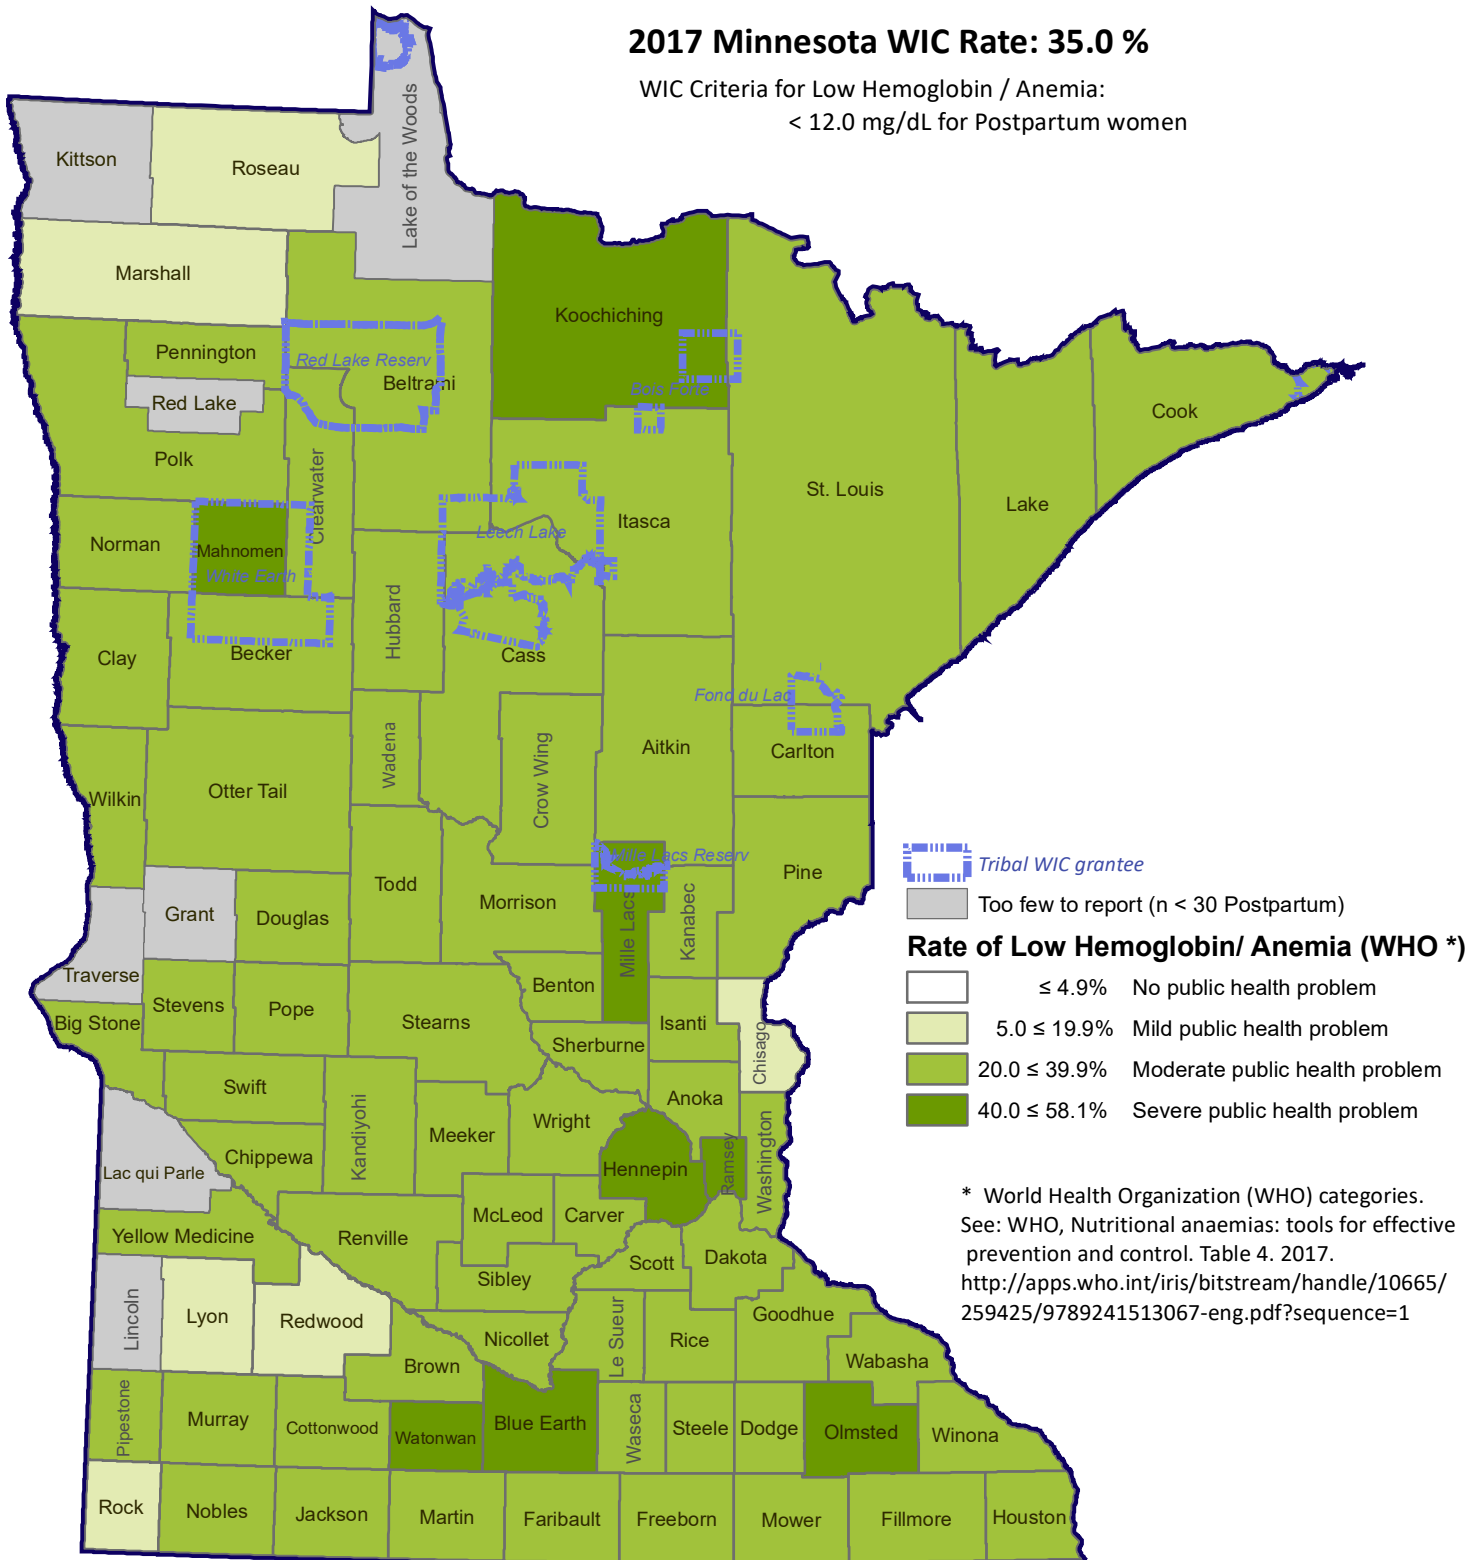 2017 Minnesota WIC Rate: 35.0 %
WIC Criteria for Low Hemoglobin / Anemia:
< 12.0 mg/dL for Postpartum women
Kittson
Roseau
Lake of the Woods
Marshall
Koochiching
Pennington
Red Lake Reserv
Beltrami
Red Lake
Bois Forte
Cook
Polk
Clearwater
St. Louis
Lake
Itasca
Leech Lake
Norman
Mahnomen
White Earth
Hubbard
Clay
Becker
Cass
Fond du Lac
Wadena
Crow Wing
Aitkin
Carlton
Wilkin
Otter Tail
Mille Lacs Reserv
Pine
Todd
Morrison
Kanabec
Mille Lacs
Grant
Douglas
Traverse
Benton
Stevens
Pope
Stearns
Big Stone
Isanti
Sherburne
Chisago
Swift
Anoka
Kandiyohi
Meeker
Wright
Washington
Chippewa
Hennepin
Ramsey
Lac qui Parle
McLeod
Carver
Yellow Medicine
Renville
Scott
Dakota
Sibley
Lincoln
Lyon
Redwood
Nicollet
Le Sueur
Rice
Goodhue
Brown
Wabasha
Pipestone
Murray
Cottonwood
Watonwan
Blue Earth
Waseca
Steele
Dodge
Olmsted
Winona
Rock
Nobles
Jackson
Martin
Faribault
Freeborn
Mower
Fillmore
Houston
Tribal WIC grantee
Too few to report (n < 30 Postpartum)
Rate of Low Hemoglobin/ Anemia (WHO *)
≤ 4.9% No public health problem
5.0 ≤ 19.9% Mild public health problem
20.0 ≤ 39.9% Moderate public health problem
40.0 ≤ 58.1% Severe public health problem
* World Health Organization (WHO) categories.
See: WHO, Nutritional anaemias: tools for effective
prevention and control. Table 4. 2017.
http://apps.who.int/iris/bitstream/handle/10665/
259425/9789241513067-eng.pdf?sequence=1